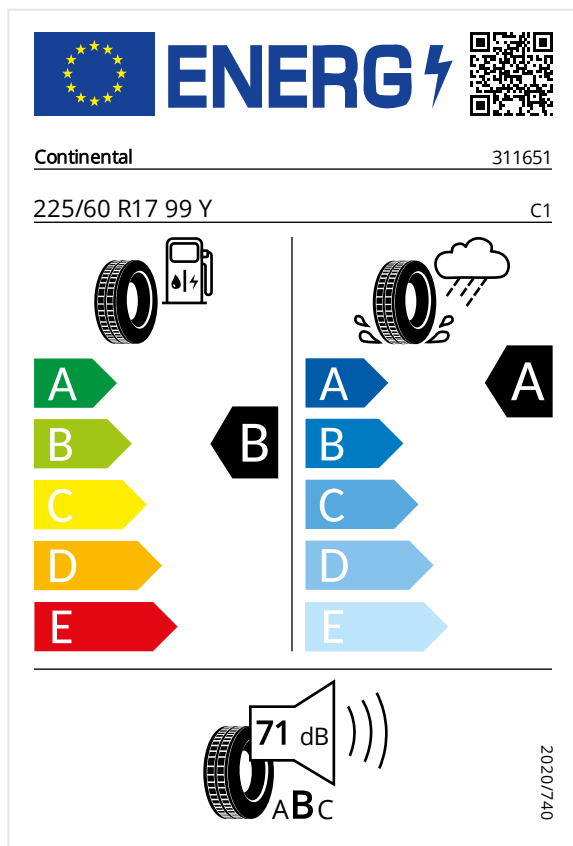 ENERG
Continental 311651
225/60 R17 99 Y C1
A A A
B B B
C C
D D
E E
71 dB
ABC
2020/740